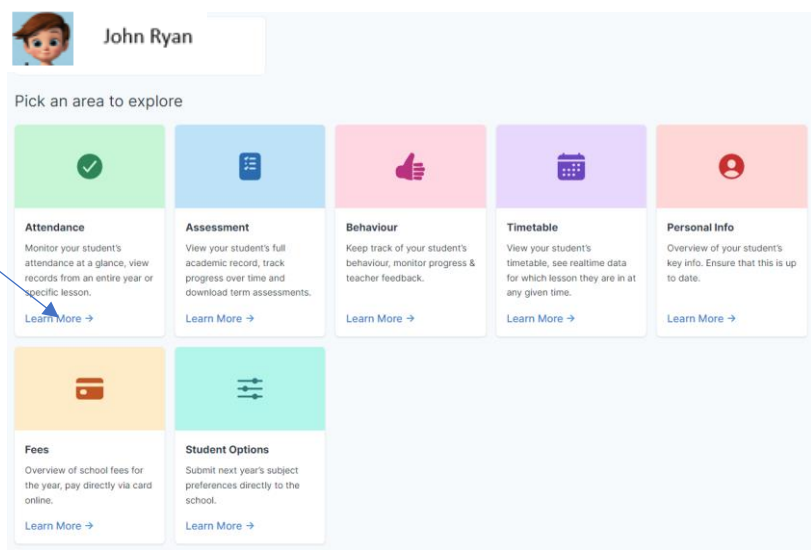 John Ryan
Pick an area to explore
Attendance
Monitor your student's
attendance at a glance, view
records from an entire year or
specific lesson.
Learn More →
Assessment
View your student's full
academic record, track
progress over time and
download term assessments.
Learn More →
Behaviour
Keep track of your student's
behaviour, monitor progress &
teacher feedback.
Learn More →
Timetable
View your student's
timetable, see realtime data
for which lesson they are in at
any given time.
Learn More →
Personal Info
Overview of your student's
key info. Ensure that this is up
to date.
Learn More →
Fees
Overview of school fees for
the year, pay directly via card
online.
Learn More →
Student Options
Submit next year's subject
preferences directly to the
school.
Learn More →